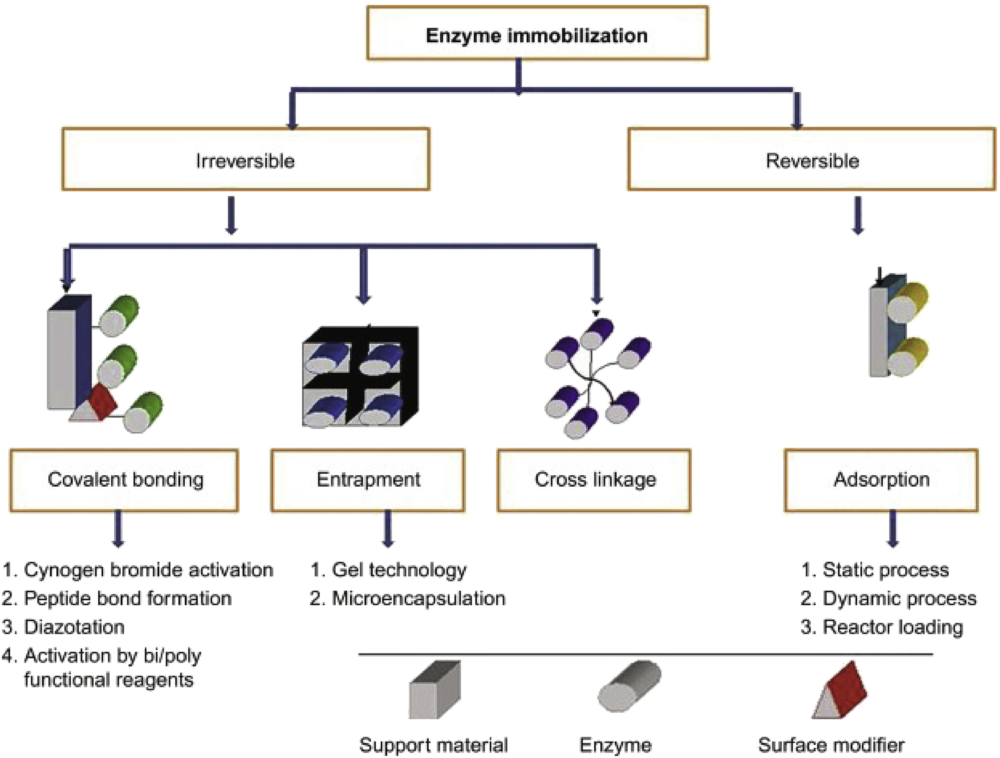 Enzyme immobilization
Irreversible
Reversible
Covalent bonding
Entrapment
Cross linkage
Adsorption
1. Cynogen bromide activation
2. Peptide bond formation
3. Diazotation
4. Activation by bi/poly
functional reagents
1. Gel technology
2. Microencapsulation
1. Static process
2. Dynamic process
3. Reactor loading
Support material
Enzyme
Surface modifier